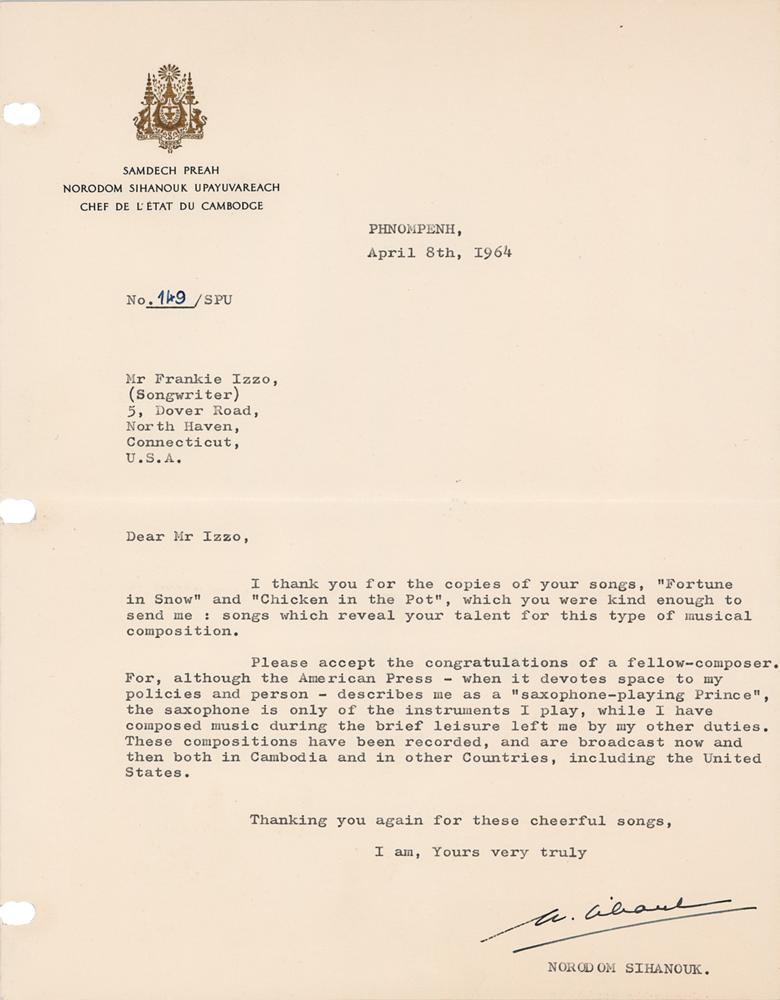 SAMDECH PREAH
NORODOM SIHANOUK UPAYUVAREACH
CHEF DE L'ÉTAT DU CAMBODGE
PHNOMPENH,
April 8th, 1964
No. 149 /SPU
Mr Frankie Izzo,
(Songwriter)
5, Dover Road,
North Haven,
Connecticut,
U.S.A.
Dear Mr Izzo,
I thank you for the copies of your songs, "Fortune
in Snow" and "Chicken in the Pot", which you were kind enough to
send me : songs which reveal your talent for this type of musical
composition.
Please accept the congratulations of a fellow-composer.
For, although the American Press - when it devotes space to my
policies and person - describes me as a "saxophone-playing Prince",
the saxophone is only of the instruments I play, while I have
composed music during the brief leisure left me by my other duties.
These compositions have been recorded, and are broadcast now and
then both in Cambodia and in other Countries, including the United
States.
Thanking you again for these cheerful songs,
I am, Yours very truly
NORODOM SIHANOUK.